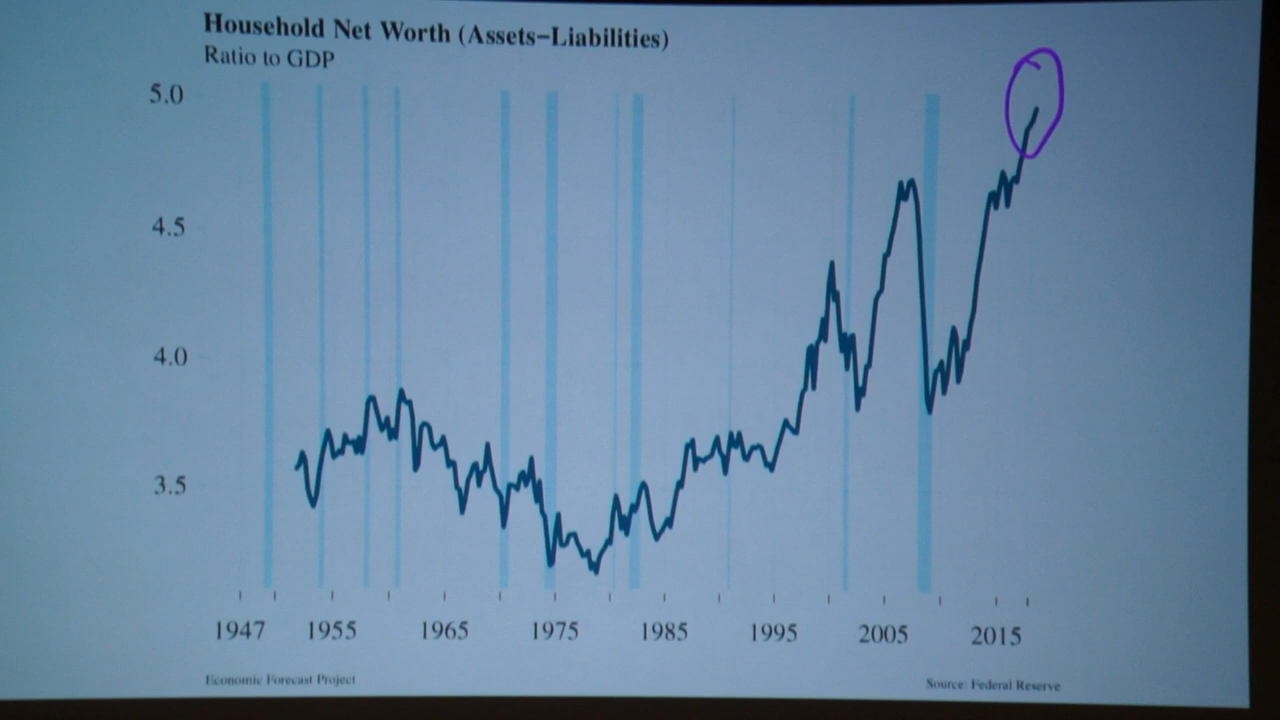 Household Net Worth (Assets−Liabilities)
Ratio to GDP
5.0
4.5
4.0
3.5
1947 1955 1965 1975 1985 1995 2005 2015
Economic Forecast Project
Source: Federal Reserve